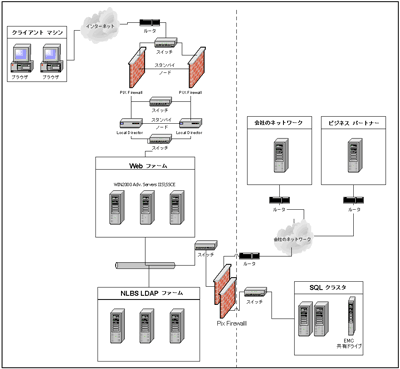 インターネット
ルータ
クライアント マシン
スイッチ
ブラウザ
ブラウザ
スタンバイ
ノード
PIX Firewall
PIX Firewall
スイッチ
スタンバイ
ノード
Local Director
Local Director
スイッチ
会社のネットワーク
ビジネス パートナー
Web ファーム
WIN2000 Adv. Servers IIS|SSCE
ルータ
ルータ
会社のネットワーク
スイッチ
ルータ
NLBS LDAP ファーム
スイッチ
SQL クラスタ
Pix Firewalll
EMC
共有ドライブ